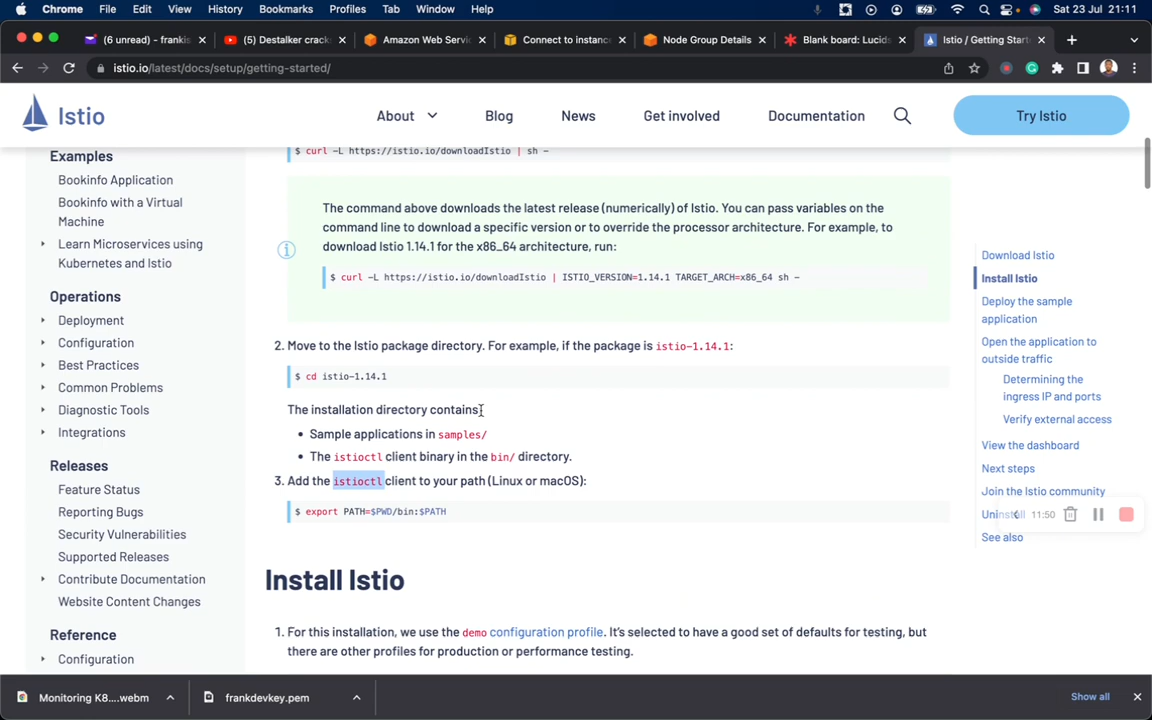 Chrome File Edit View History Bookmarks Profiles Tab Window Help Sat 23 Jul 21:11
(6 unread) - frankis (5) Destalker crack Amazon Web Servi Connect to instanc Node Group Details Blank board: Lucids Istio / Getting Start
istio.io/latest/docs/setup/getting-started/
Istio About Blog News Get involved Documentation Try Istio
Examples
Bookinfo Application
Bookinfo with a Virtual
Machine
Learn Microservices using
Kubernetes and Istio
Operations
Deployment
Configuration
Best Practices
Common Problems
Diagnostic Tools
Integrations
Releases
Feature Status
Reporting Bugs
Security Vulnerabilities
Supported Releases
Contribute Documentation
Website Content Changes
Reference
Configuration
$ curl -L https://istio.io/downloadIstio | sh -
The command above downloads the latest release (numerically) of Istio. You can pass variables on the
command line to download a specific version or to override the processor architecture. For example, to
download Istio 1.14.1 for the x86_64 architecture, run:
$ curl -L https://istio.io/downloadIstio | ISTIO_VERSION=1.14.1 TARGET_ARCH=x86_64 sh -
2. Move to the Istio package directory. For example, if the package is istio-1.14.1:
$ cd istio-1.14.1
The installation directory contains
• Sample applications in samples/
• The istioctl client binary in the bin/ directory.
3. Add the istioctl client to your path (Linux or macOS):
$ export PATH=$PWD/bin:$PATH
Install Istio
1. For this installation, we use the demo configuration profile. It's selected to have a good set of defaults for testing, but
there are other profiles for production or performance testing.
Download Istio
Install Istio
Deploy the sample
application
Open the application to
outside traffic
Determining the
ingress IP and ports
Verify external access
View the dashboard
Next steps
Join the Istio community
Uninstall
11:50
See also
Monitoring K8....webm frankdevkey.pem Show all